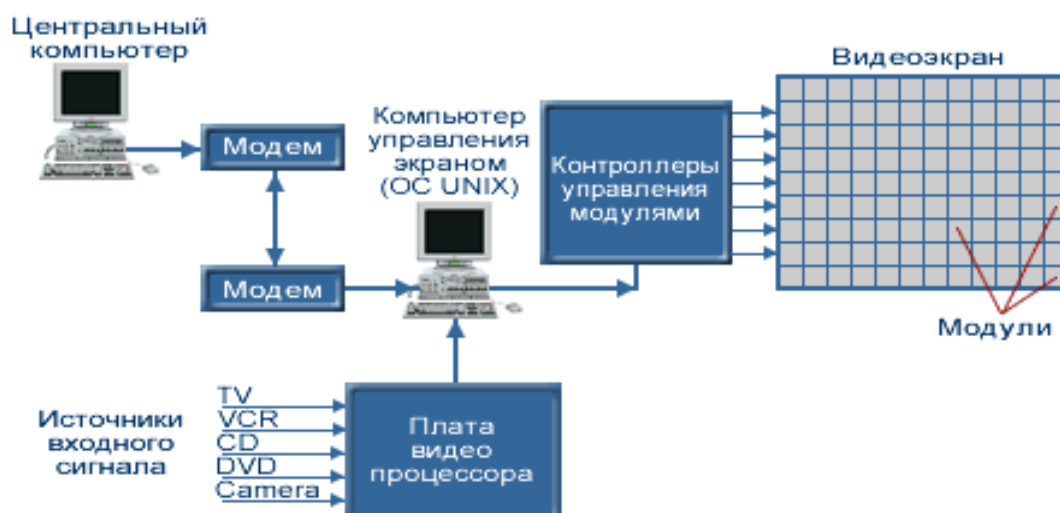 Центральный
компьютер
Модем
Модем
Компьютер
управления
экраном
(ОС UNIX)
Контроллеры
управления
модулями
Видеоэкран
Модули
Источники
входного
сигнала
TV
VCR
CD
DVD
Camera
Плата
видео
процессора